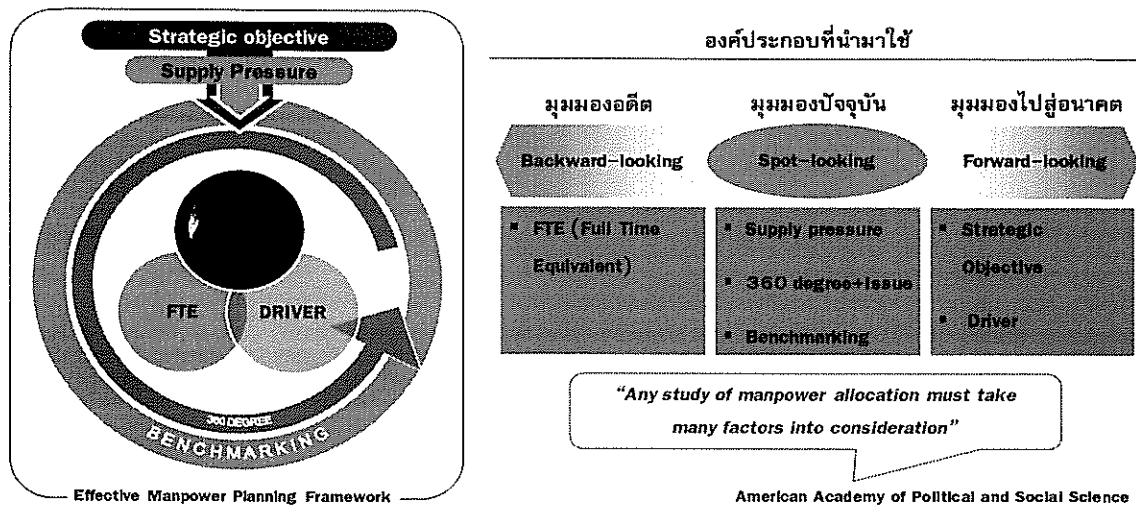 Strategic objective
Supply Pressure
FTE
DRIVER
360 DEGREE
BENCHMARKING
Effective Manpower Planning Framework
องค์ประกอบที่นำมาใช้
มุมมองอดีต
มุมมองปัจจุบัน
มุมมองไปสู่อนาคต
Backward-looking
Spot-looking
Forward-looking
▪ FTE (Full Time
Equivalent)
▪ Supply pressure
▪ 360 degree+Issue
▪ Benchmarking
▪ Strategic
Objective
▪ Driver
“Any study of manpower allocation must take
many factors into consideration”
American Academy of Political and Social Science